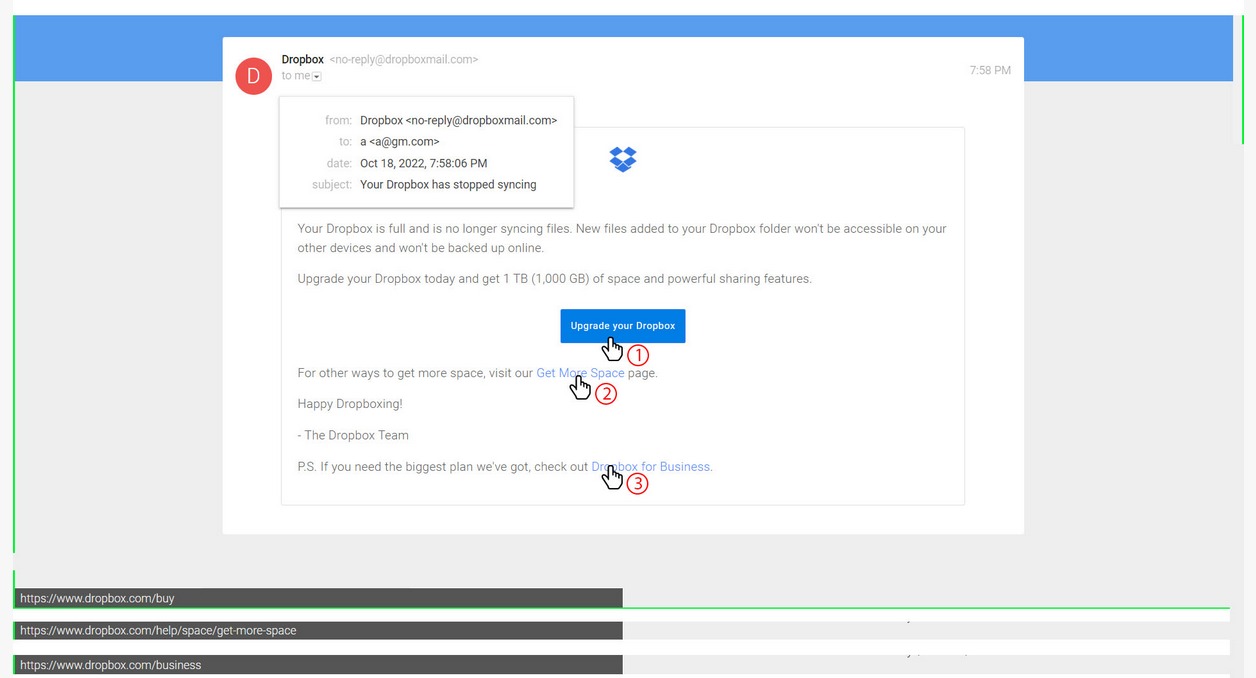 D
Dropbox <no-reply@dropboxmail.com>
to me
7:58 PM
from: Dropbox <no-reply@dropboxmail.com>
to: a <a@gm.com>
date: Oct 18, 2022, 7:58:06 PM
subject: Your Dropbox has stopped syncing
Your Dropbox is full and is no longer syncing files. New files added to your Dropbox folder won't be accessible on your
other devices and won't be backed up online.
Upgrade your Dropbox today and get 1 TB (1,000 GB) of space and powerful sharing features.
Upgrade your Dropbox
1
For other ways to get more space, visit our Get More Space page.
2
Happy Dropboxing!
- The Dropbox Team
P.S. If you need the biggest plan we've got, check out Dropbox for Business.
3
https://www.dropbox.com/buy
https://www.dropbox.com/help/space/get-more-space
https://www.dropbox.com/business